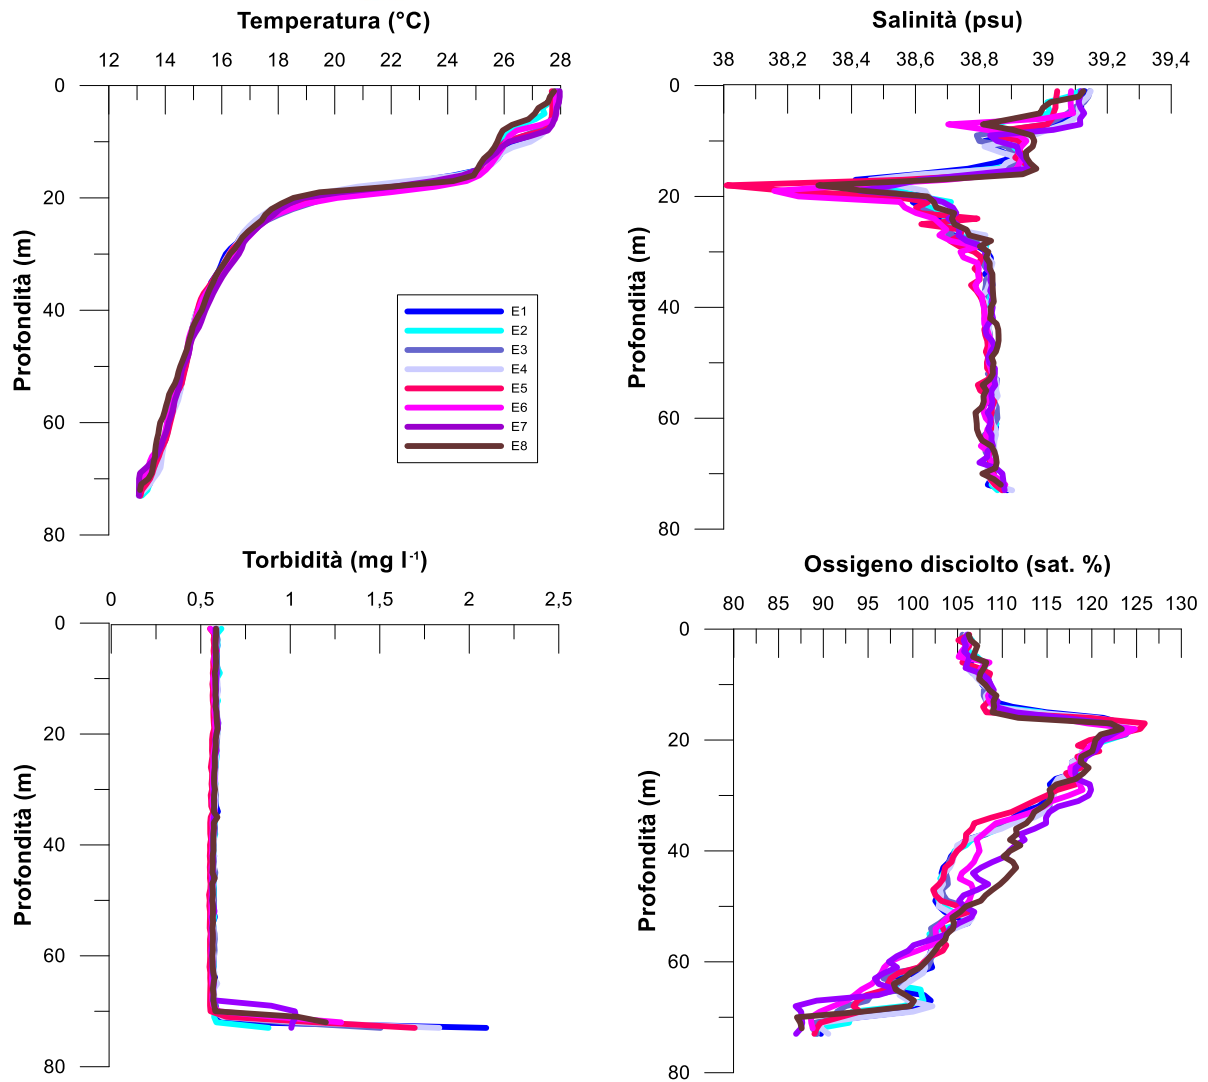 Temperatura (°C)
12 14 16 18 20 22 24 26 28
0
20
40
60
80
Profondità (m)
E1
E2
E3
E4
E5
E6
E7
E8
Salinità (psu)
38 38,2 38,4 38,6 38,8 39 39,2 39,4
0
20
40
60
80
Profondità (m)
Torbidità (mg l-1)
0 0,5 1 1,5 2 2,5
0
20
40
60
80
Profondità (m)
Ossigeno disciolto (sat. %)
80 85 90 95 100 105 110 115 120 125 130
0
20
40
60
80
Profondità (m)